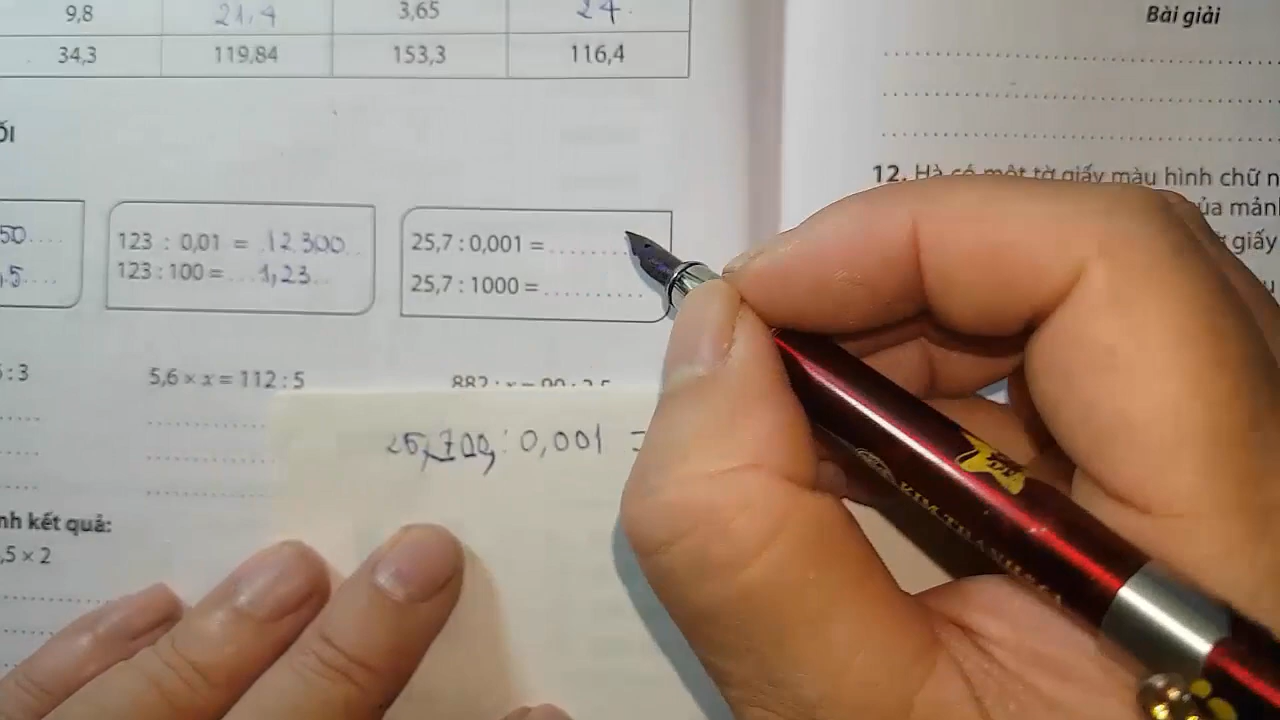 9,8 21,4 3,65 24
34,3 119,84 153,3 116,4
ỐI
50....
,5....
123 : 0,01 = .12 300..
123 : 100 = ... 1,23..
25,7 : 0,001 = ..........
25,7 : 1000 = ..........
: 3
5,6 × x = 112 : 5
25,700 : 0,001 =
nh kết quả:
,5 × 2
Bài giải
12. Hà có một tờ giấy màu hình chữ n
ủa mảnh
giấy
KIM THÀNH